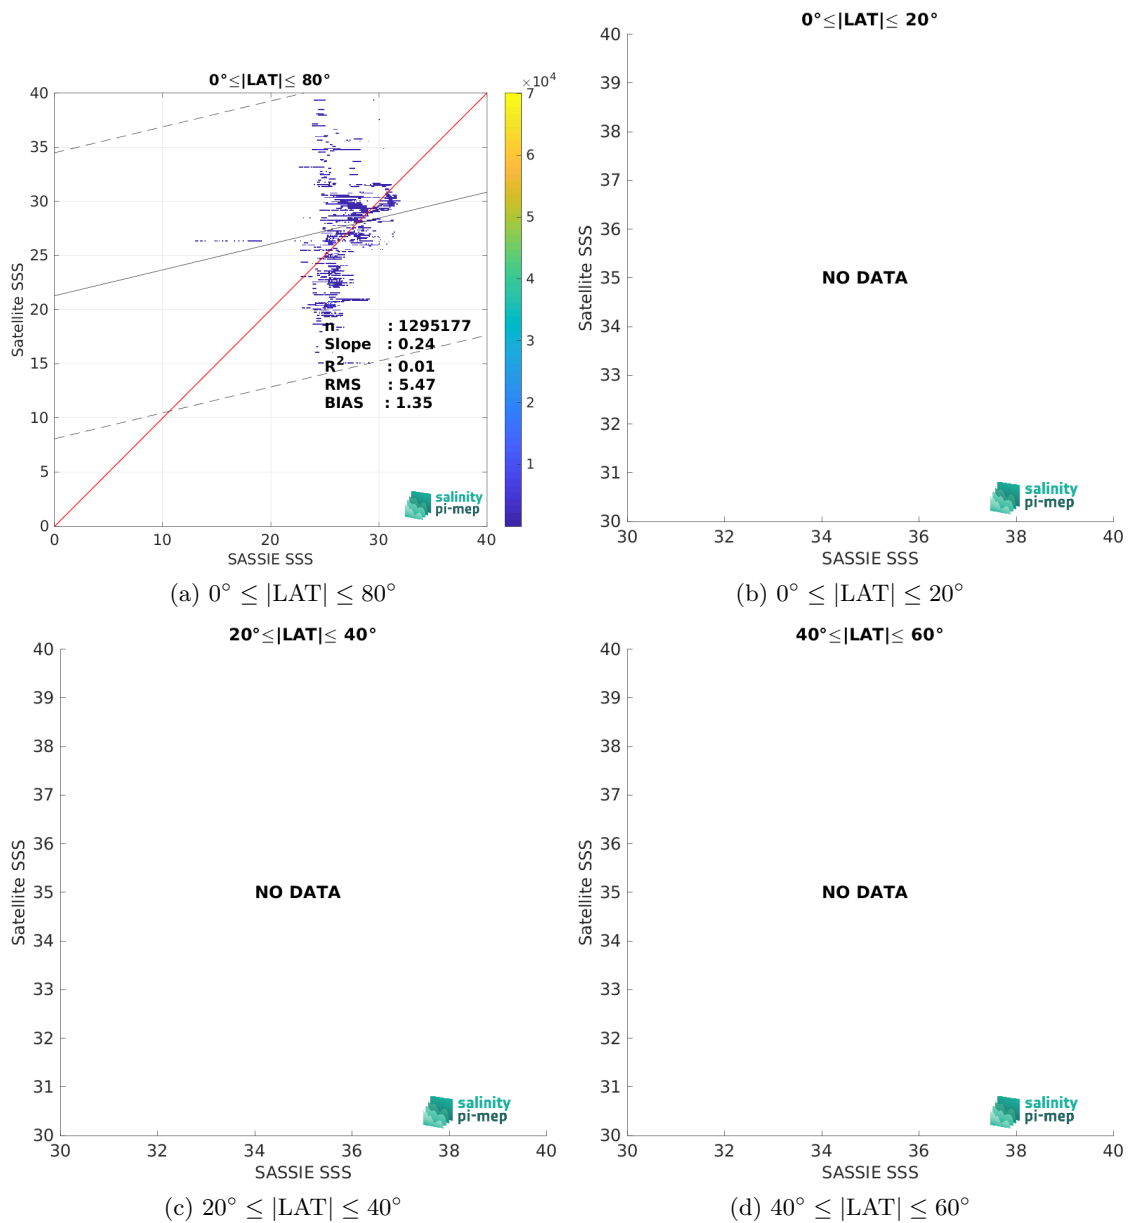 0°≤|LAT|≤ 80°
×10⁴
40
35
30
25
20
15
10
5
0
Satellite SSS
0
10
20
30
40
SASSIE SSS
7
6
5
4
3
2
1
n : 1295177
Slope : 0.24
R² : 0.01
RMS : 5.47
BIAS : 1.35
salinity
pi-mep
(a) 0° ≤ |LAT| ≤ 80°
0°≤|LAT|≤ 20°
40
39
38
37
36
35
34
33
32
31
30
Satellite SSS
NO DATA
salinity
pi-mep
30
32
34
36
38
40
SASSIE SSS
(b) 0° ≤ |LAT| ≤ 20°
20°≤|LAT|≤ 40°
40
39
38
37
36
35
34
33
32
31
30
Satellite SSS
NO DATA
salinity
pi-mep
30
32
34
36
38
40
SASSIE SSS
(c) 20° ≤ |LAT| ≤ 40°
40°≤|LAT|≤ 60°
40
39
38
37
36
35
34
33
32
31
30
Satellite SSS
NO DATA
salinity
pi-mep
30
32
34
36
38
40
SASSIE SSS
(d) 40° ≤ |LAT| ≤ 60°